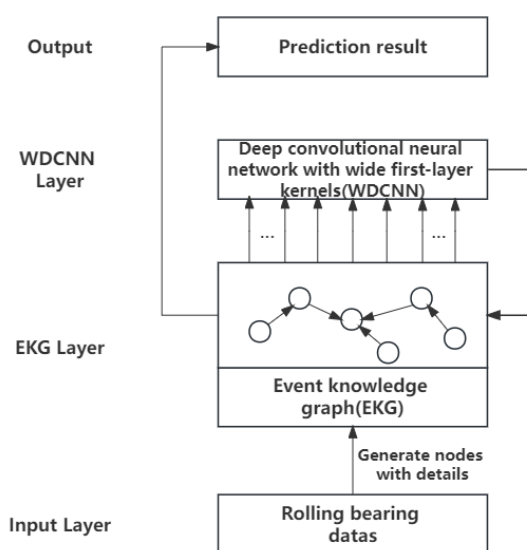 Output
Prediction result
WDCNN
Layer
Deep convolutional neural
network with wide first-layer
kernels(WDCNN)
...
...
EKG Layer
Event knowledge
graph(EKG)
Generate nodes
with details
Input Layer
Rolling bearing
datas